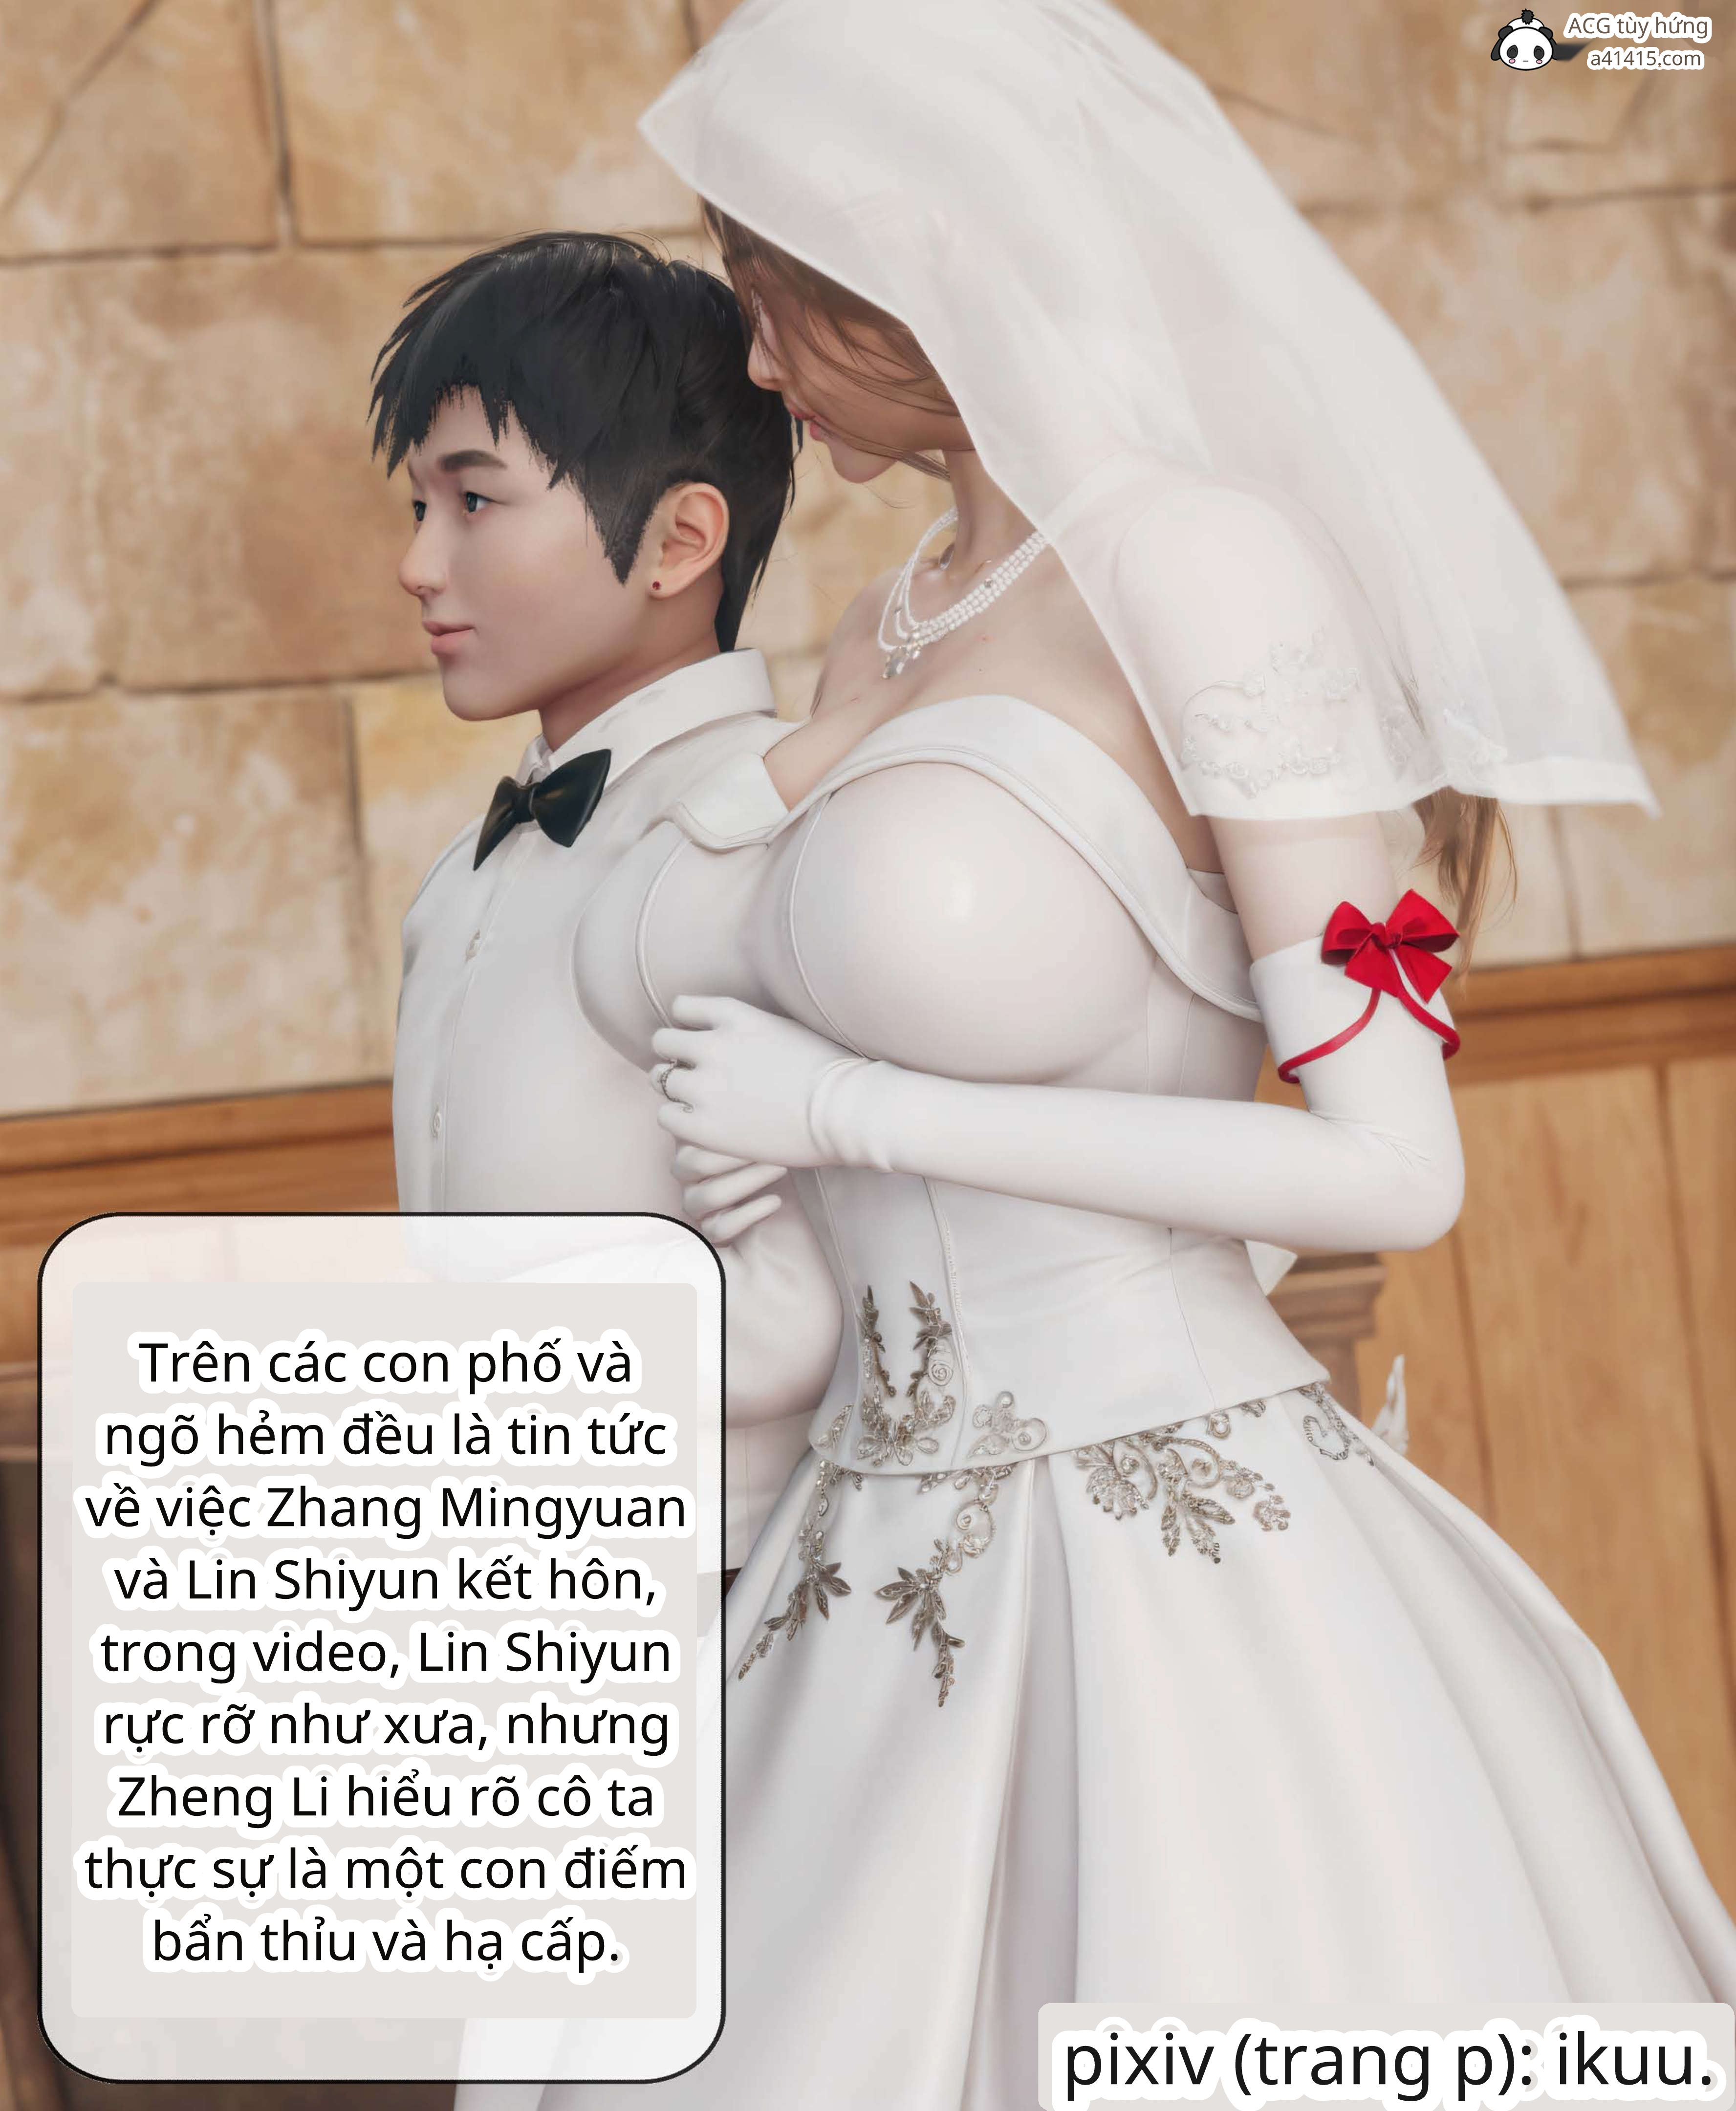 ACG tùy hứng
a41415.com
Trên các con phố và
ngõ hẻm đều là tin tức
về việc Zhang Mingyuan
và Lin Shiyun kết hôn,
trong video, Lin Shiyun
rực rỡ như xưa, nhưng
Zheng Li hiểu rõ cô ta
thực sự là một con điếm
bẩn thỉu và hạ cấp.
pixiv (trang p): ikuu.